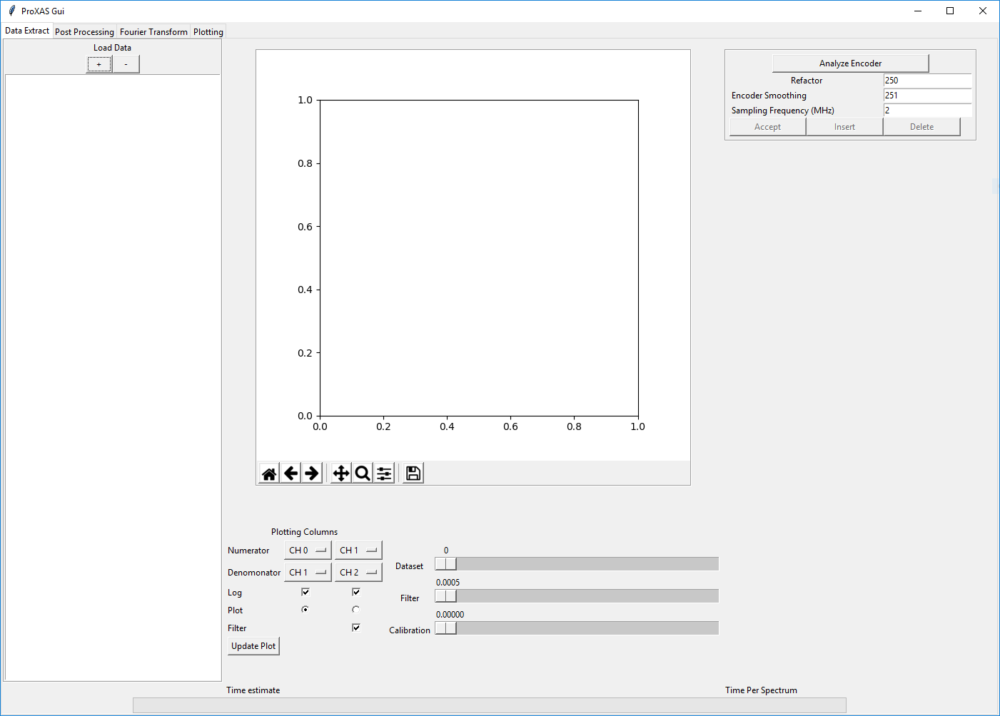 ProXAS Gui
Data Extract Post Processing Fourier Transform Plotting
Load Data
+ -
1.0
0.8
0.6
0.4
0.2
0.0
0.0 0.2 0.4 0.6 0.8 1.0
Analyze Encoder
Refactor 250
Encoder Smoothing 251
Sampling Frequency (MHz) 2
Accept Insert Delete
Plotting Columns
Numerator CH 0 CH 1
Denomonator CH 1 CH 2
Log
Plot
Filter
Update Plot
0
Dataset
0.0005
Filter
0.00000
Calibration
Time estimate
Time Per Spectrum